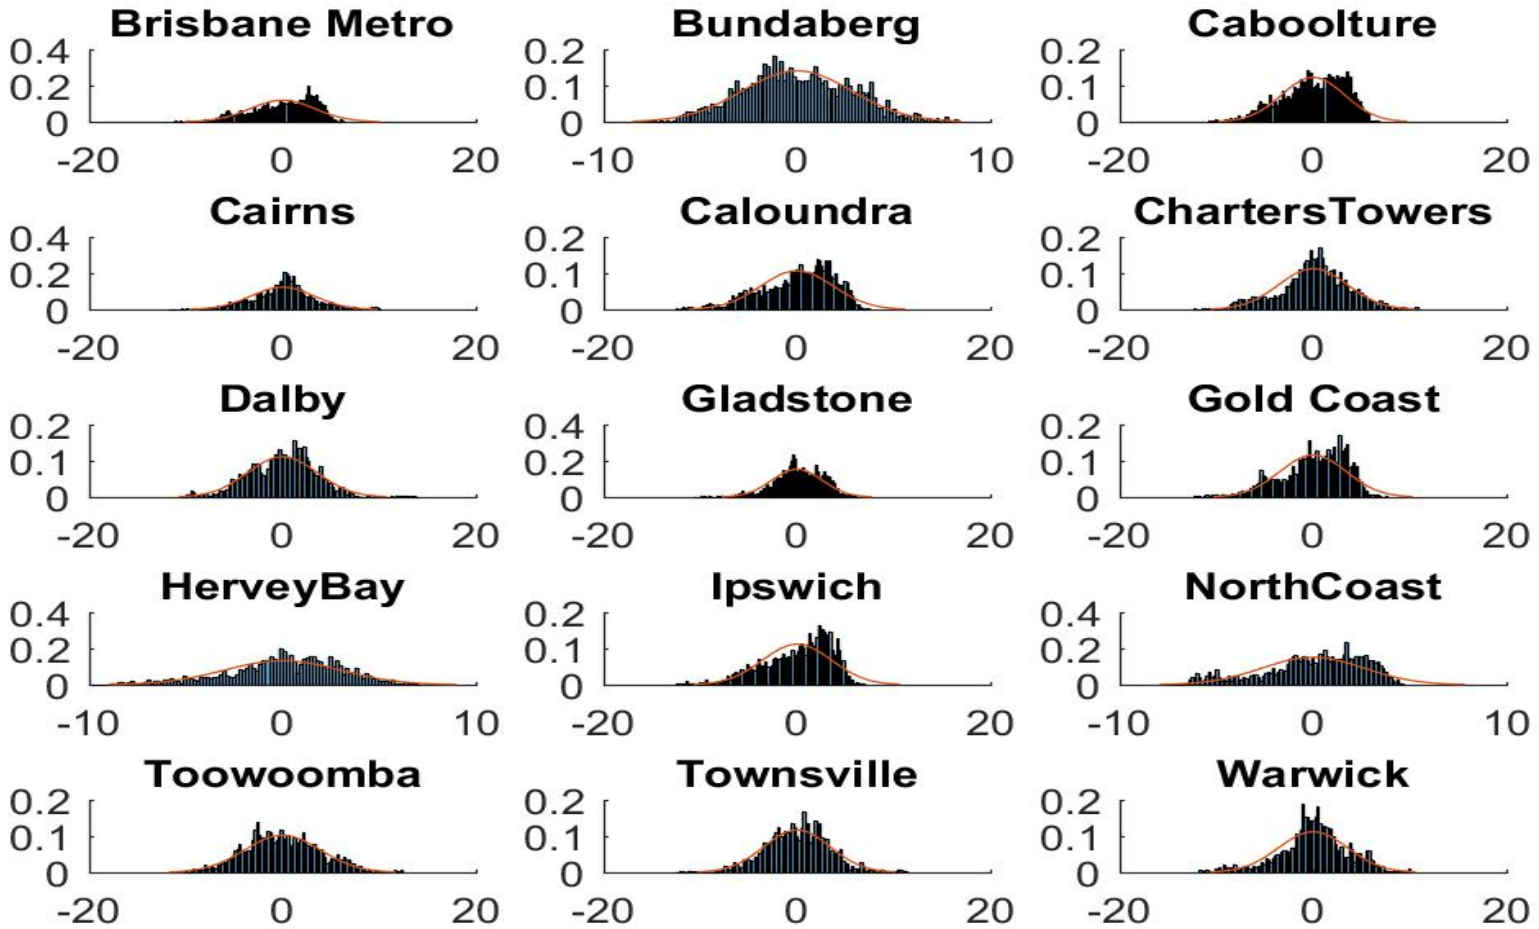 Brisbane Metro Bundaberg Caboolture
0.4 0.2 0.2
0.2 0.1 0.1
0 0 0
-20 0 20 -10 0 10 -20 0 20
Cairns Caloundra ChartersTowers
0.4 0.2 0.2
0.2 0.1 0.1
0 0 0
-20 0 20 -20 0 20 -20 0 20
Dalby Gladstone Gold Coast
0.2 0.4 0.2
0.1 0.2 0.1
0 0 0
-20 0 20 -20 0 20 -20 0 20
HerveyBay Ipswich NorthCoast
0.4 0.2 0.4
0.2 0.1 0.2
0 0 0
-10 0 10 -20 0 20 -10 0 10
Toowoomba Townsville Warwick
0.2 0.2 0.2
0.1 0.1 0.1
0 0 0
-20 0 20 -20 0 20 -20 0 20